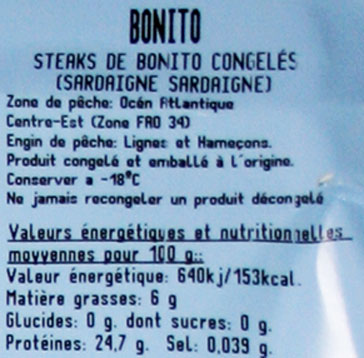 BONITO
STEAKS DE BONITO CONGELÉS
(SARDAIGNE SARDAIGNE)
Zone de pêche: Océn Atlantique
Centre-Est (Zone FAO 34)
Engin de pêche: Lignes et Hameçons.
Produit congelé et emballé à l'origine.
Conserver a -18°C
Ne jamais recongeler un produit décongelé
Valeurs énergétiques et nutritionnelles
moyvennes pour 100 g::
Valeur énergétique: 640kj/153kcal.
Matière grasses: 6 g
Glucides: 0 g. dont sucres: 0 g.
Protéines: 24,7 g. Sel: 0,039 g.